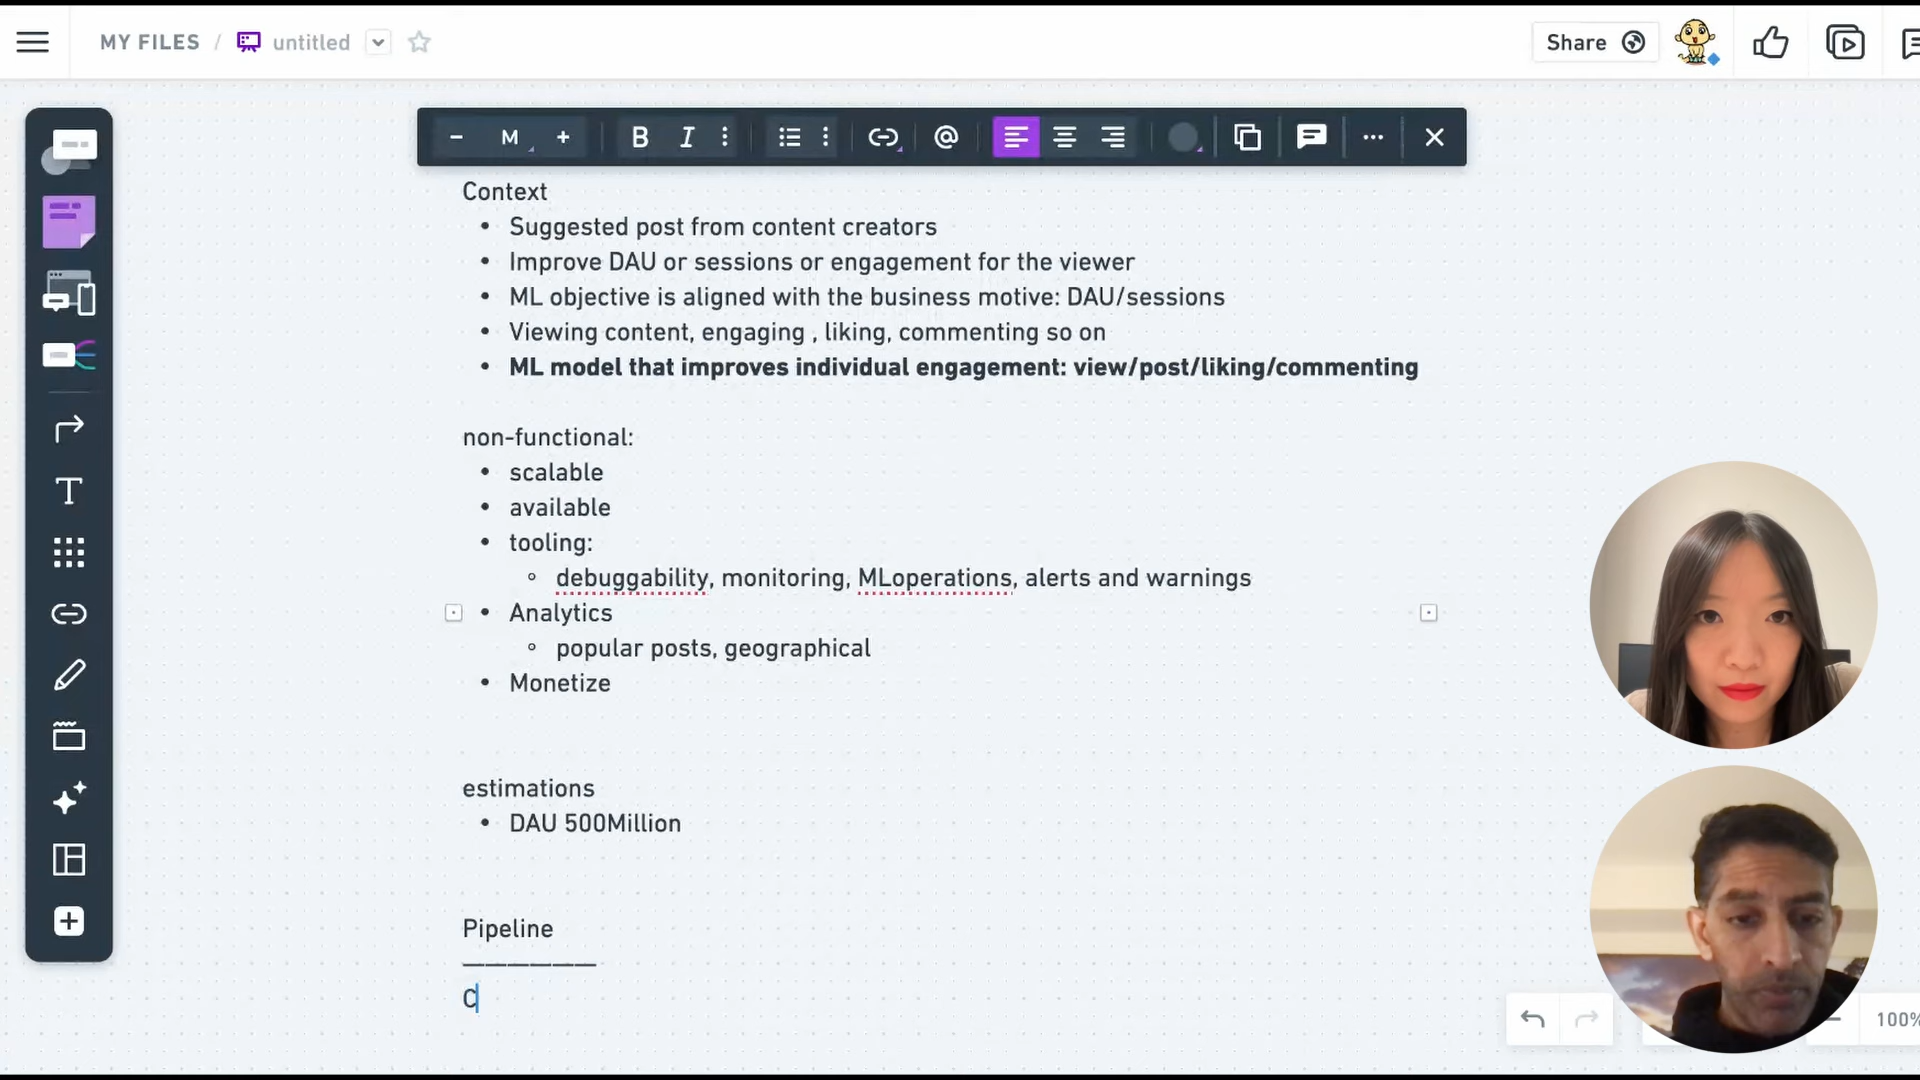 MY FILES / untitled
Share
M
B I
Context
• Suggested post from content creators
• Improve DAU or sessions or engagement for the viewer
• ML objective is aligned with the business motive: DAU/sessions
• Viewing content, engaging , liking, commenting so on
• ML model that improves individual engagement: view/post/liking/commenting
non-functional:
• scalable
• available
• tooling:
◦ debuggability, monitoring, MLoperations, alerts and warnings
• Analytics
◦ popular posts, geographical
• Monetize
estimations
• DAU 500Million
Pipeline
——————
C
100%